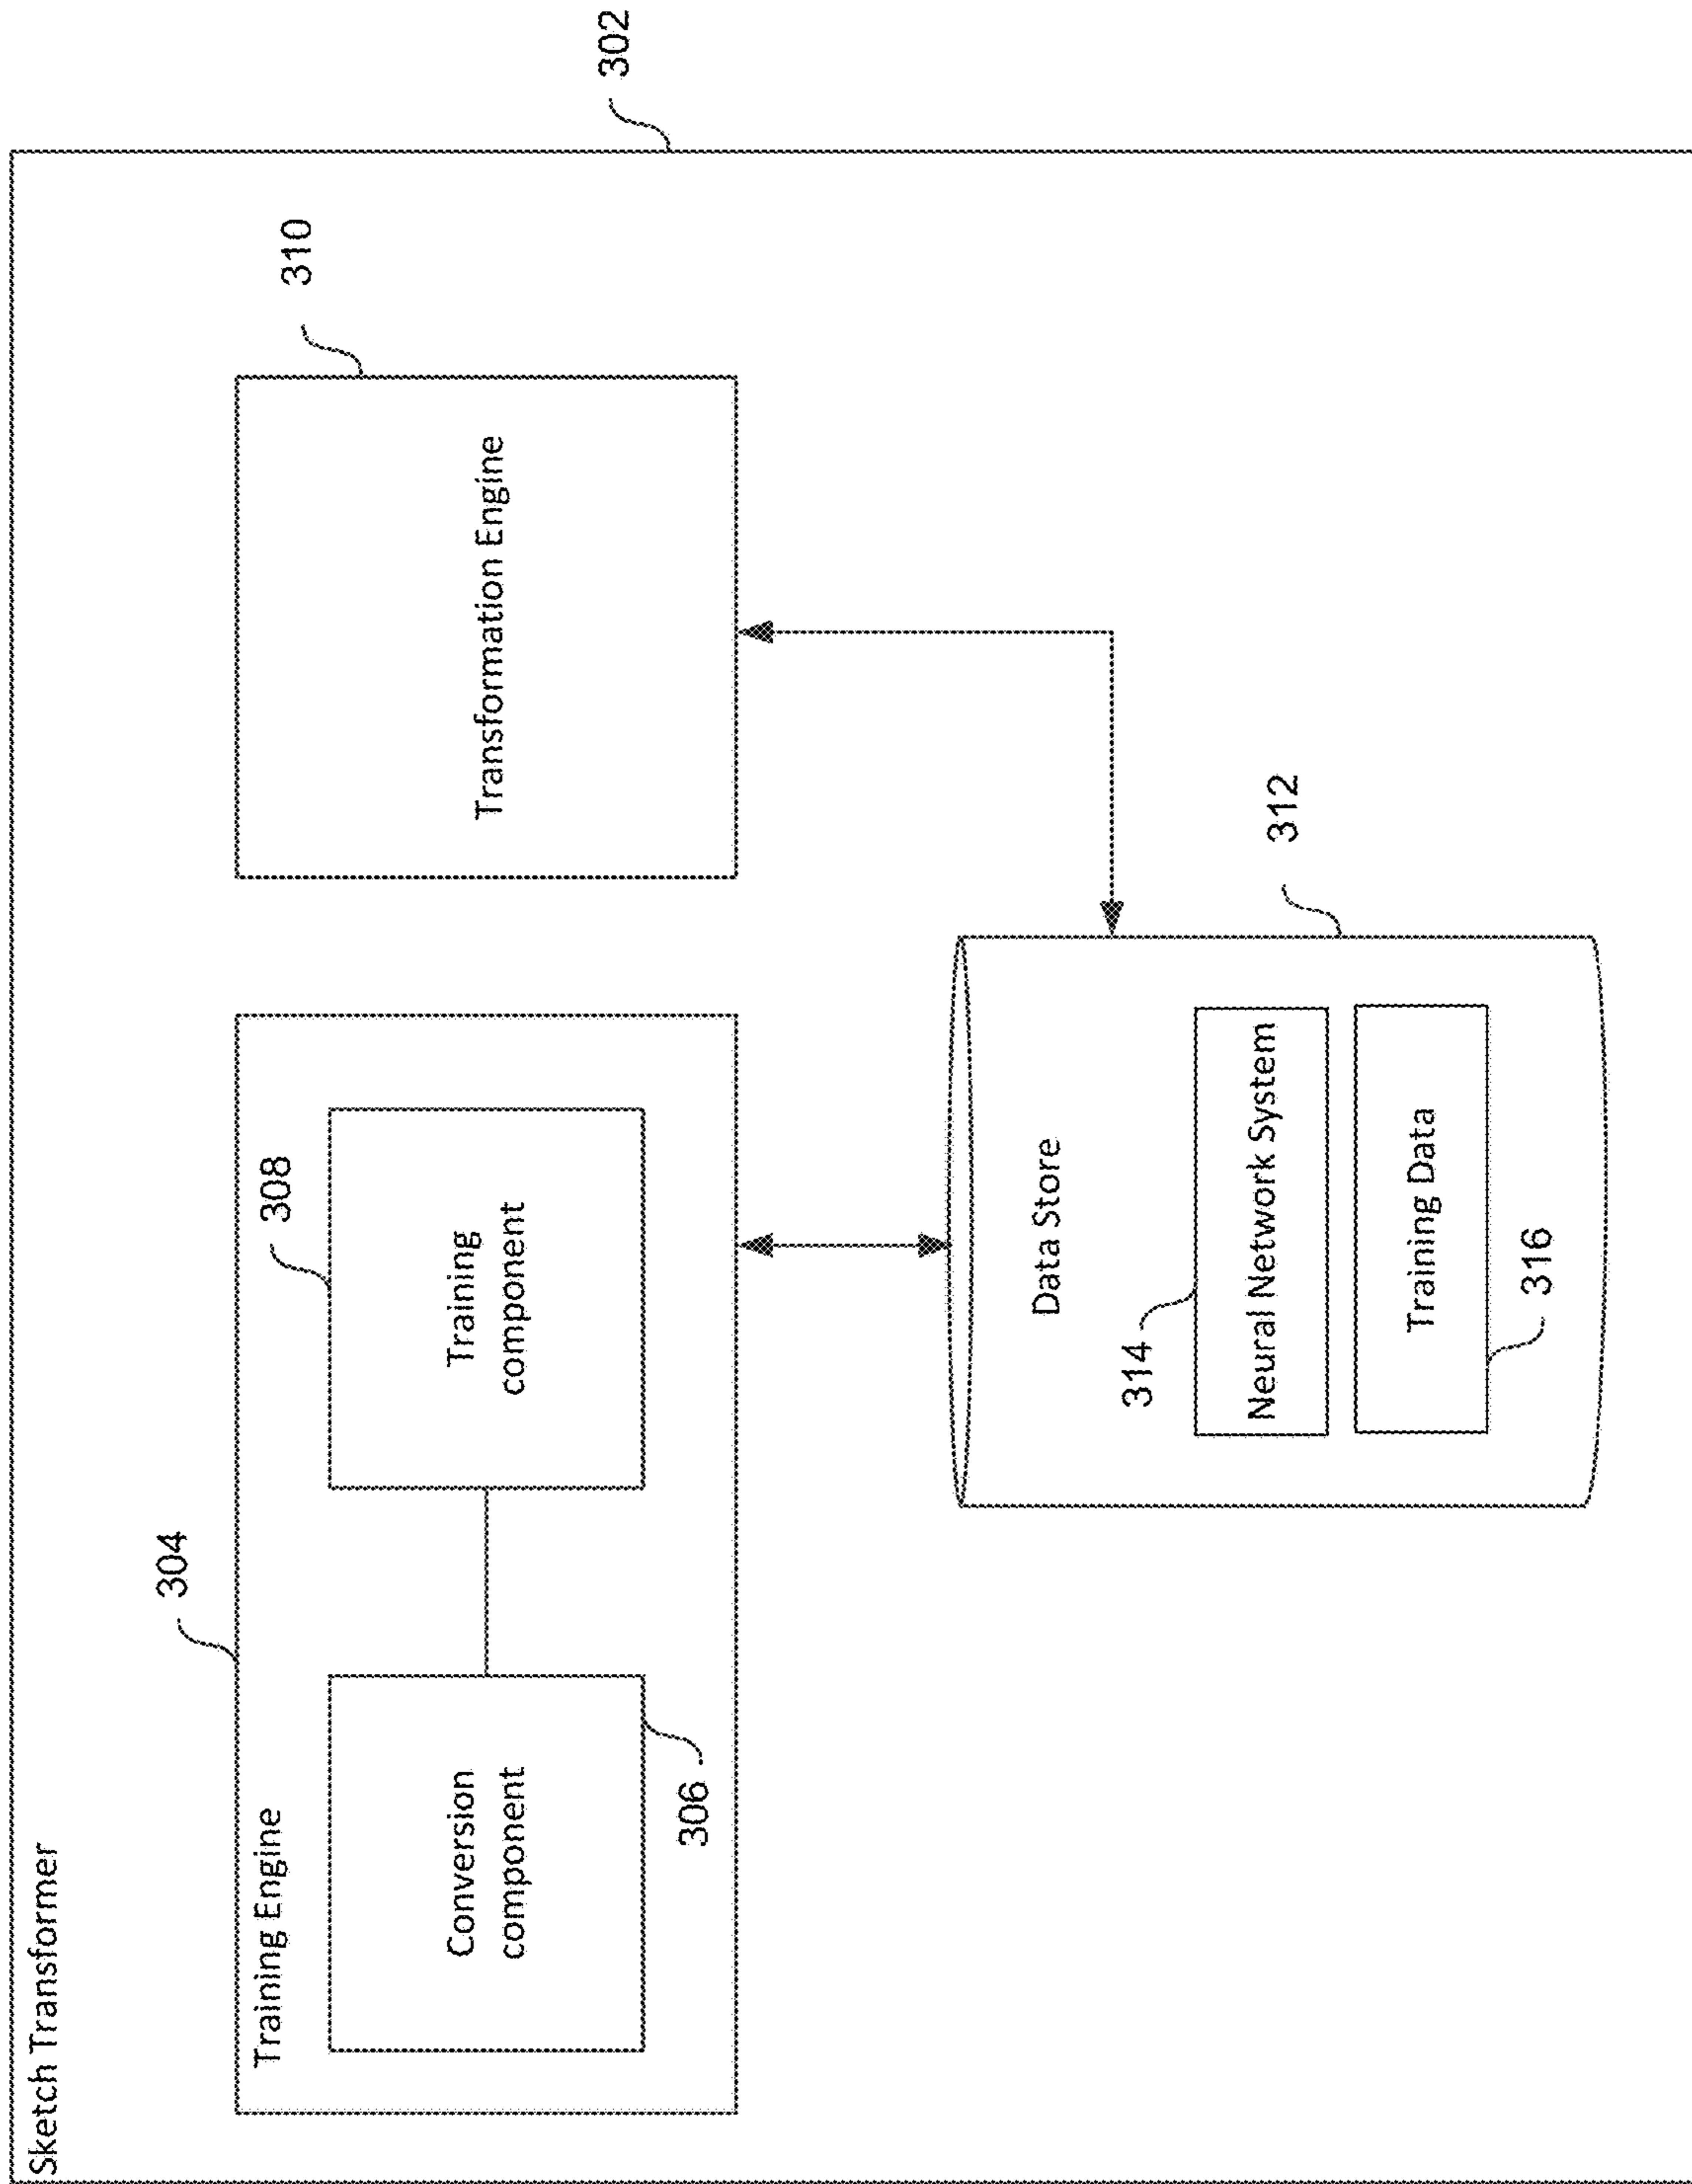 Sketch Transformer
302
304
Training Engine
Conversion
component
306
308
Training
component
310
Transformation Engine
312
Data Store
314
Neural Network System
Training Data
316